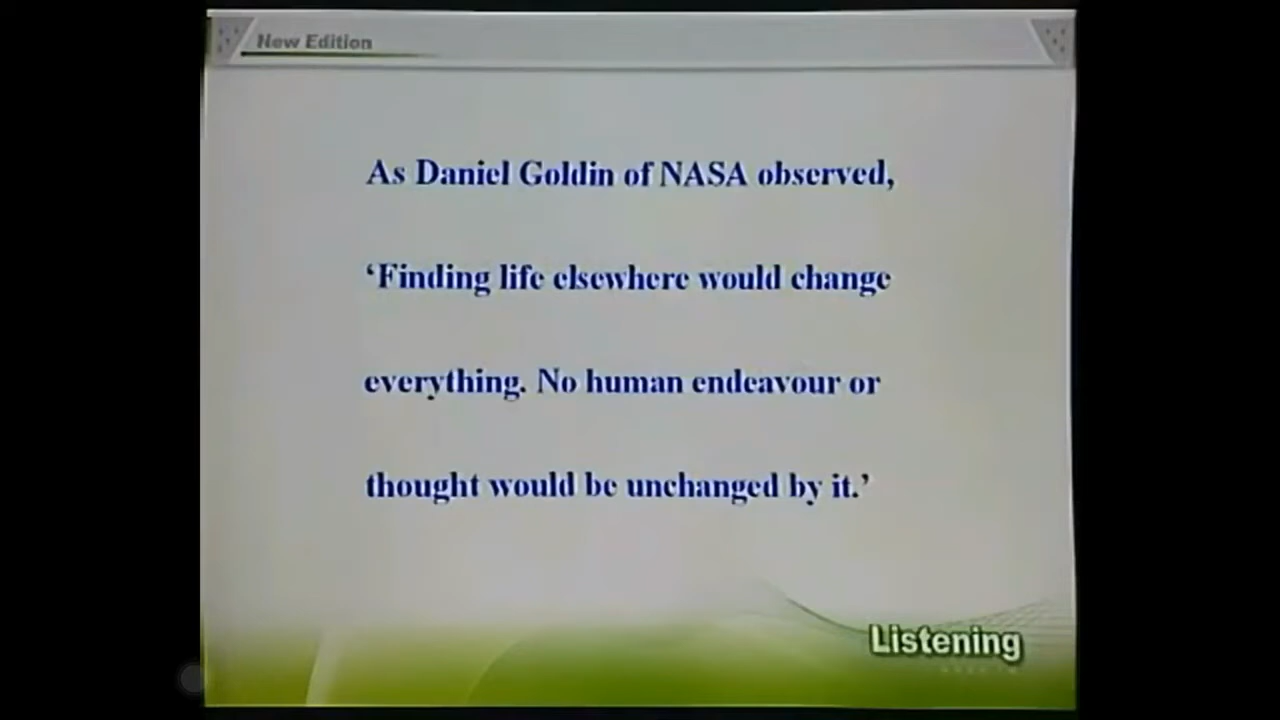 New Edition
As Daniel Goldin of NASA observed,
‘Finding life elsewhere would change
everything. No human endeavour or
thought would be unchanged by it.’
Listening